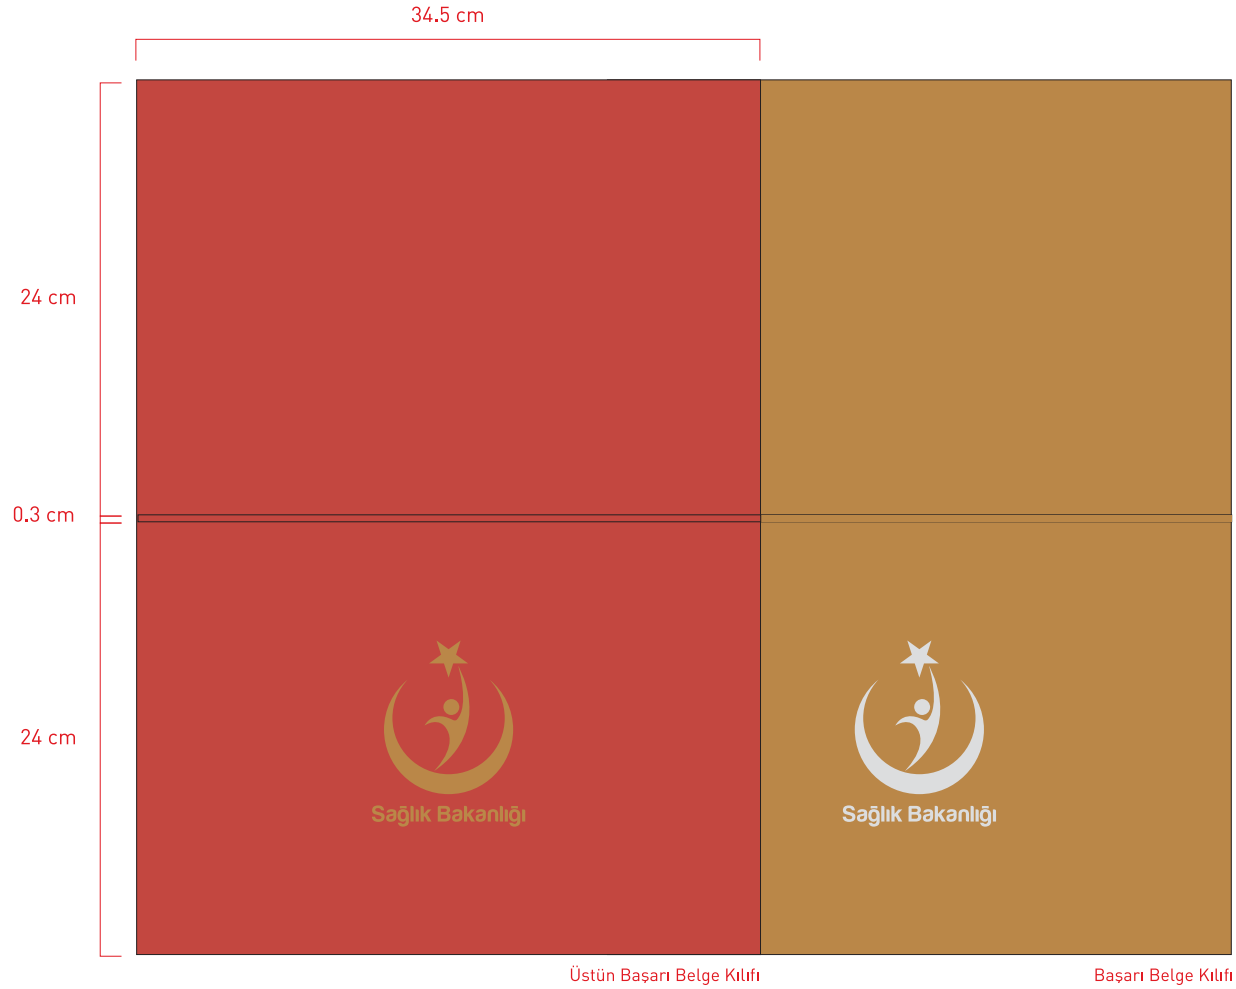 34.5 cm
24 cm
0.3 cm
24 cm
Sağlık Bakanlığı
Sağlık Bakanlığı
Üstün Başarı Belge Kılıfı
Başarı Belge Kılıfı